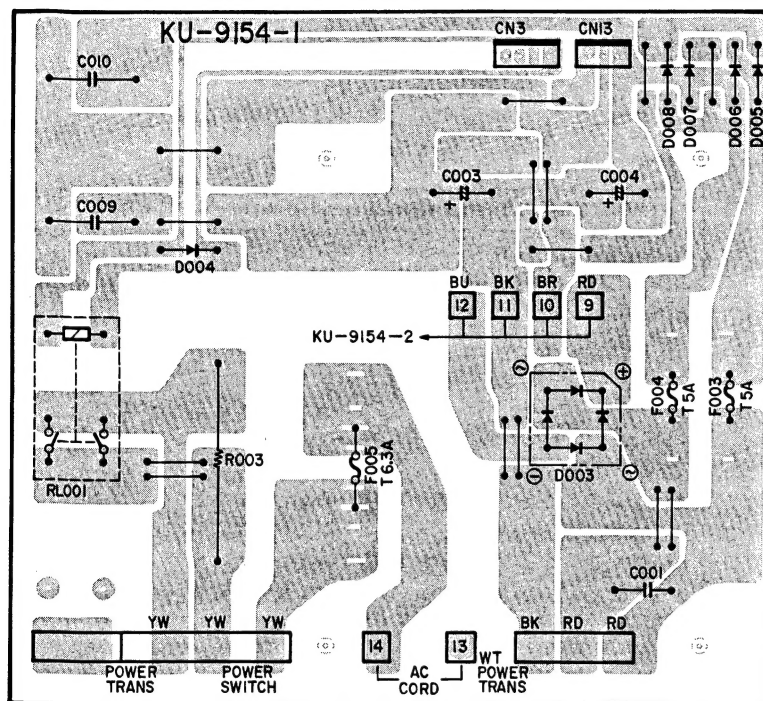 KU-9154-1
CN3
CN13
C010
D008
D007
D006
D005
C003
+
C004
+
C009
D004
BU
BK
BR
RD
12
11
10
9
KU-9154-2
~
+
F004
T5A
F003
T5A
R003
F005
T6.3A
RL001
-
D003
~
C001
YW
YW
YW
BK
RD
RD
14
13
WT
POWER
TRANS
POWER
SWITCH
AC
CORD
POWER
TRANS